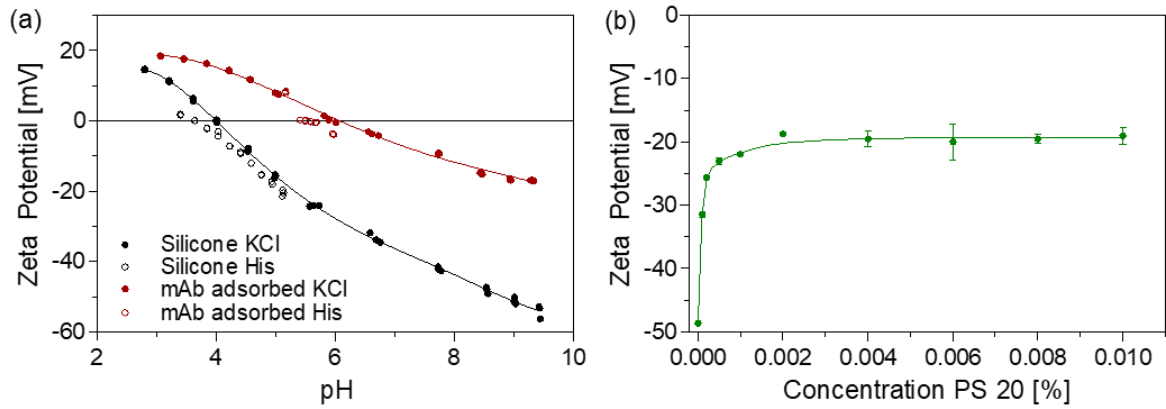 (a)
Zeta Potential [mV]
20
0
-20
-40
-60
Silicone KCl
Silicone His
mAb adsorbed KCl
mAb adsorbed His
2 4 6 8 10
pH
(b)
Zeta Potential [mV]
0
-10
-20
-30
-40
-50
0.000 0.002 0.004 0.006 0.008 0.010
Concentration PS 20 [%]